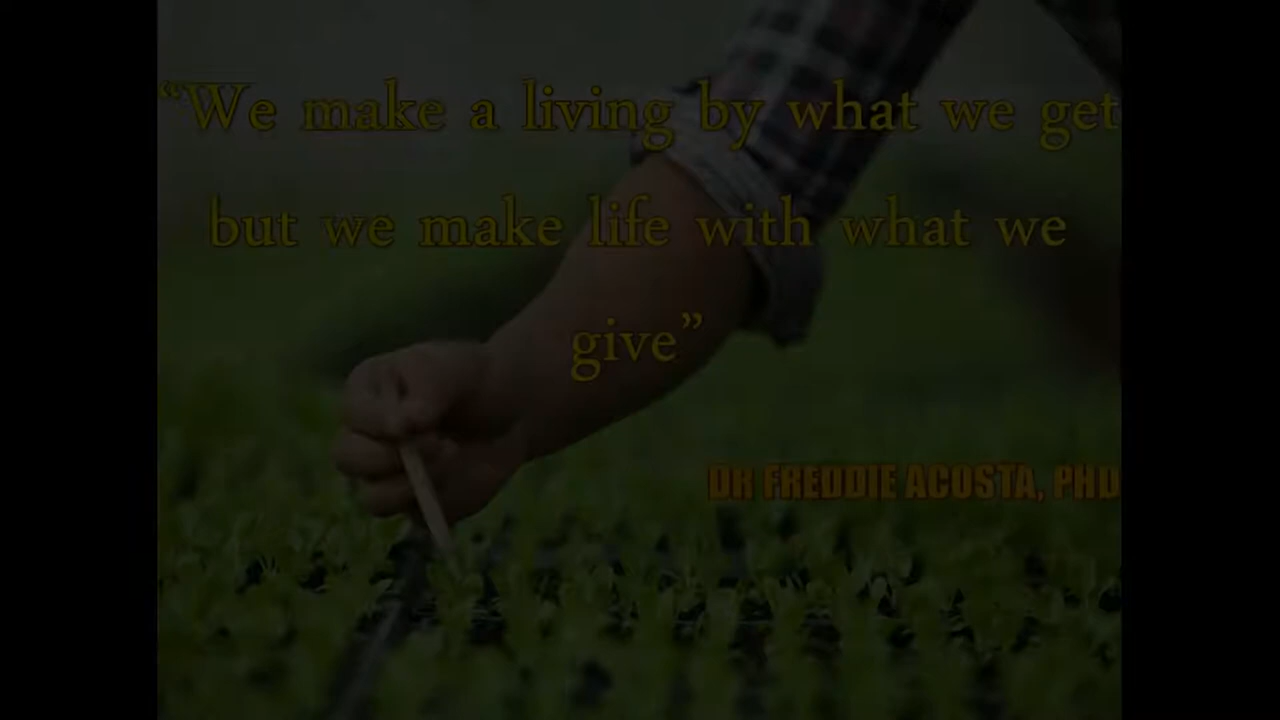 “We make a living by what we get
but we make life with what we
give”
DR FREDDIE ACOSTA, PHD